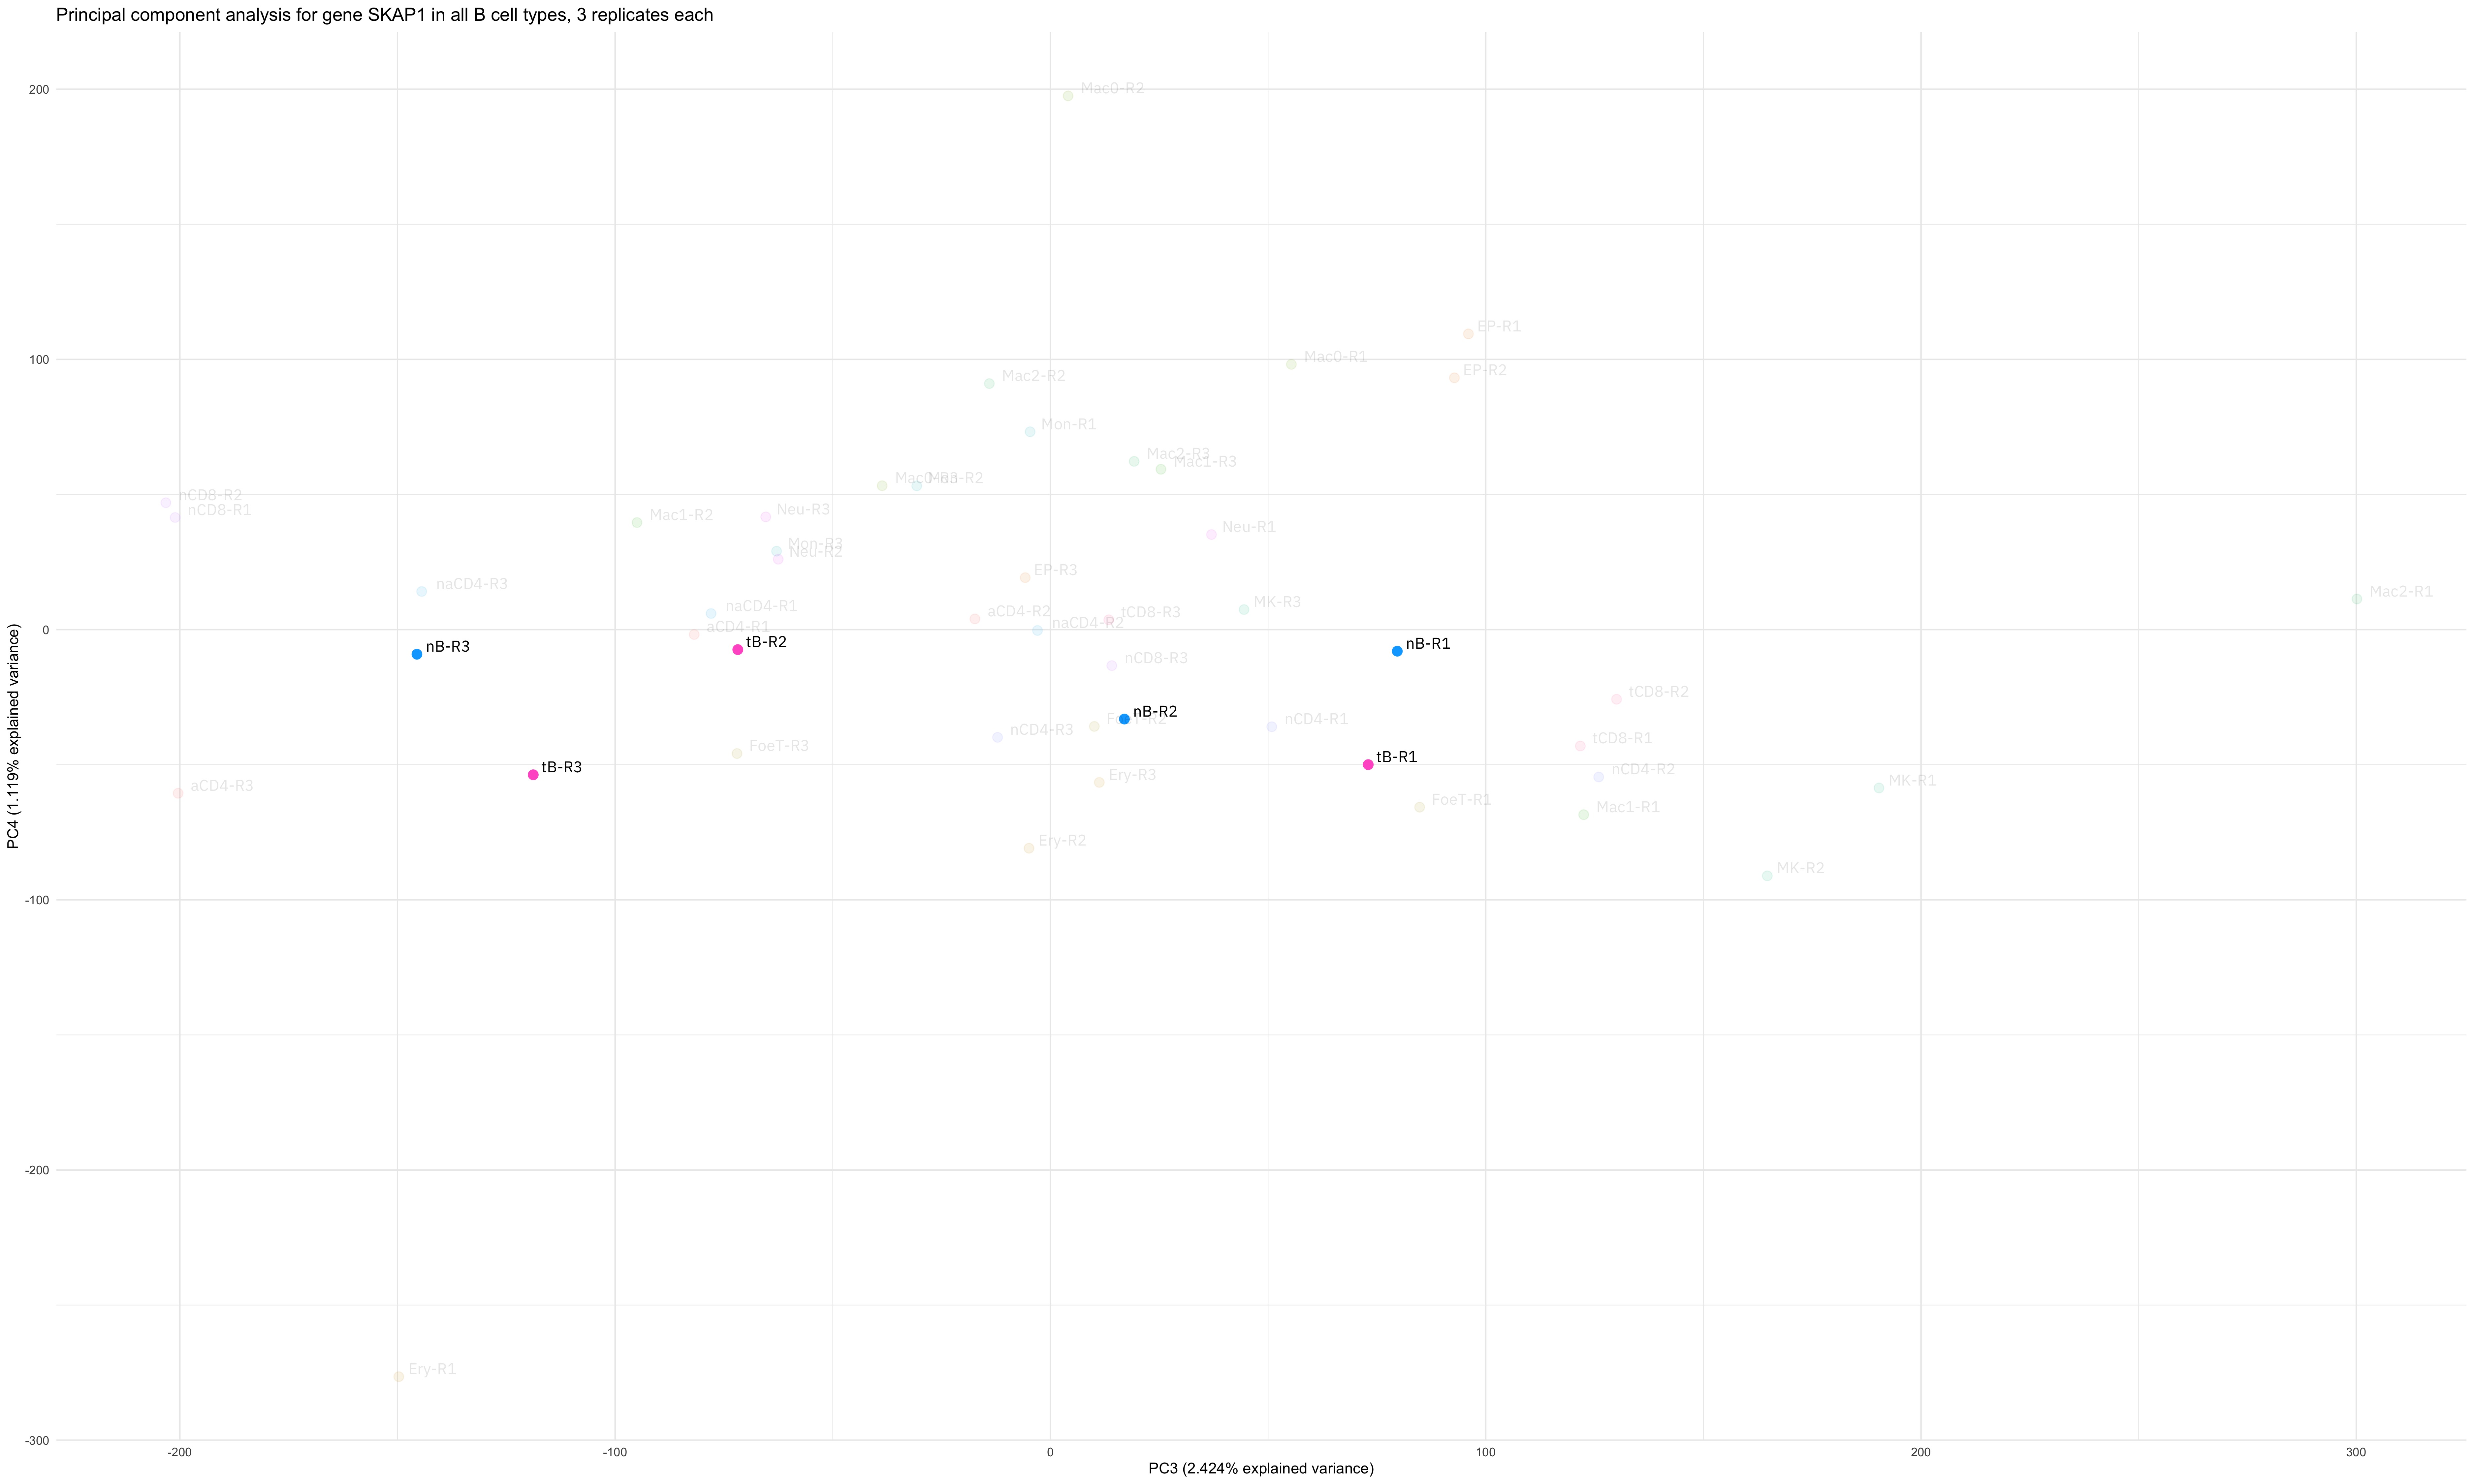 Principal component analysis for gene SKAP1 in all B cell types, 3 replicates each
200
Mac0-R2
EP-R1
100
Mac0-R1
EP-R2
Mac2-R2
Mon-R1
Mac2-R3
Mac1-R3
Mac0-R3
Mon-R2
nCD8-R2
nCD8-R1
Mac1-R2
Neu-R3
Neu-R1
Mon-R3
Neu-R2
EP-R3
naCD4-R3
Mac2-R1
naCD4-R1
MK-R3
aCD4-R2
tCD8-R3
naCD4-R2
aCD4-R1
0
nB-R3
tB-R2
nB-R1
nCD8-R3
tCD8-R2
nB-R2
FoeT-R2
nCD4-R1
nCD4-R3
tCD8-R1
FoeT-R3
tB-R3
tB-R1
nCD4-R2
Ery-R3
aCD4-R3
MK-R1
FoeT-R1
Mac1-R1
Ery-R2
MK-R2
-100
-200
Ery-R1
-300
PC4 (1.119% explained variance)
-200
-100
0
100
200
300
PC3 (2.424% explained variance)